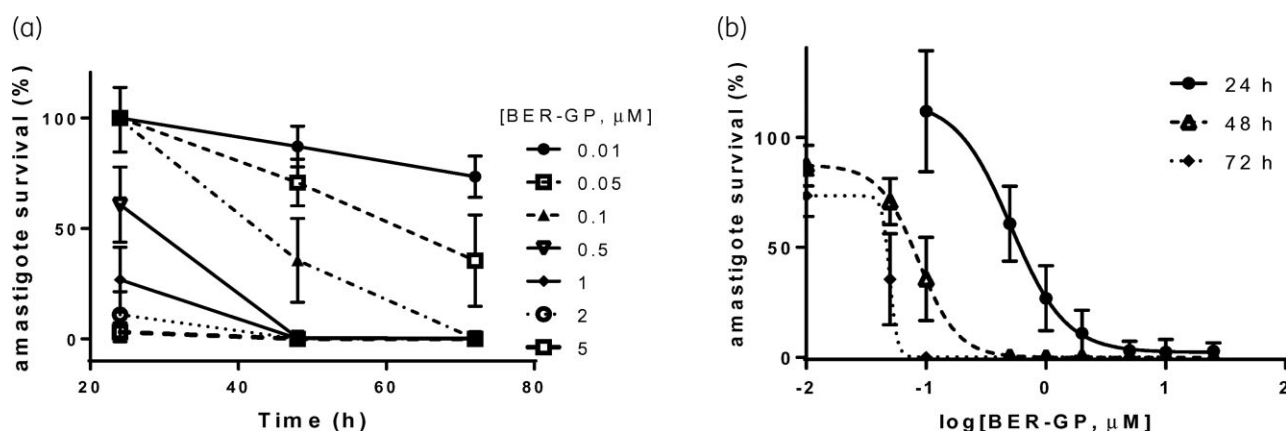 (a)
amastigote survival (%)
100
50
0
20
40
60
80
Time (h)
[BER-GP, μM]
0.01
0.05
0.1
0.5
1
2
5
(b)
amastigote survival (%)
100
50
0
-2
-1
0
1
2
log[BER-GP, μM]
24 h
48 h
72 h